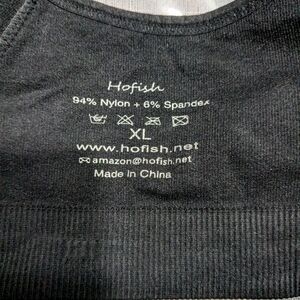 Hofish
94% Nylon + 6% Spandex
XL
www.hofish.net
amazon@hofish.net
Made in China